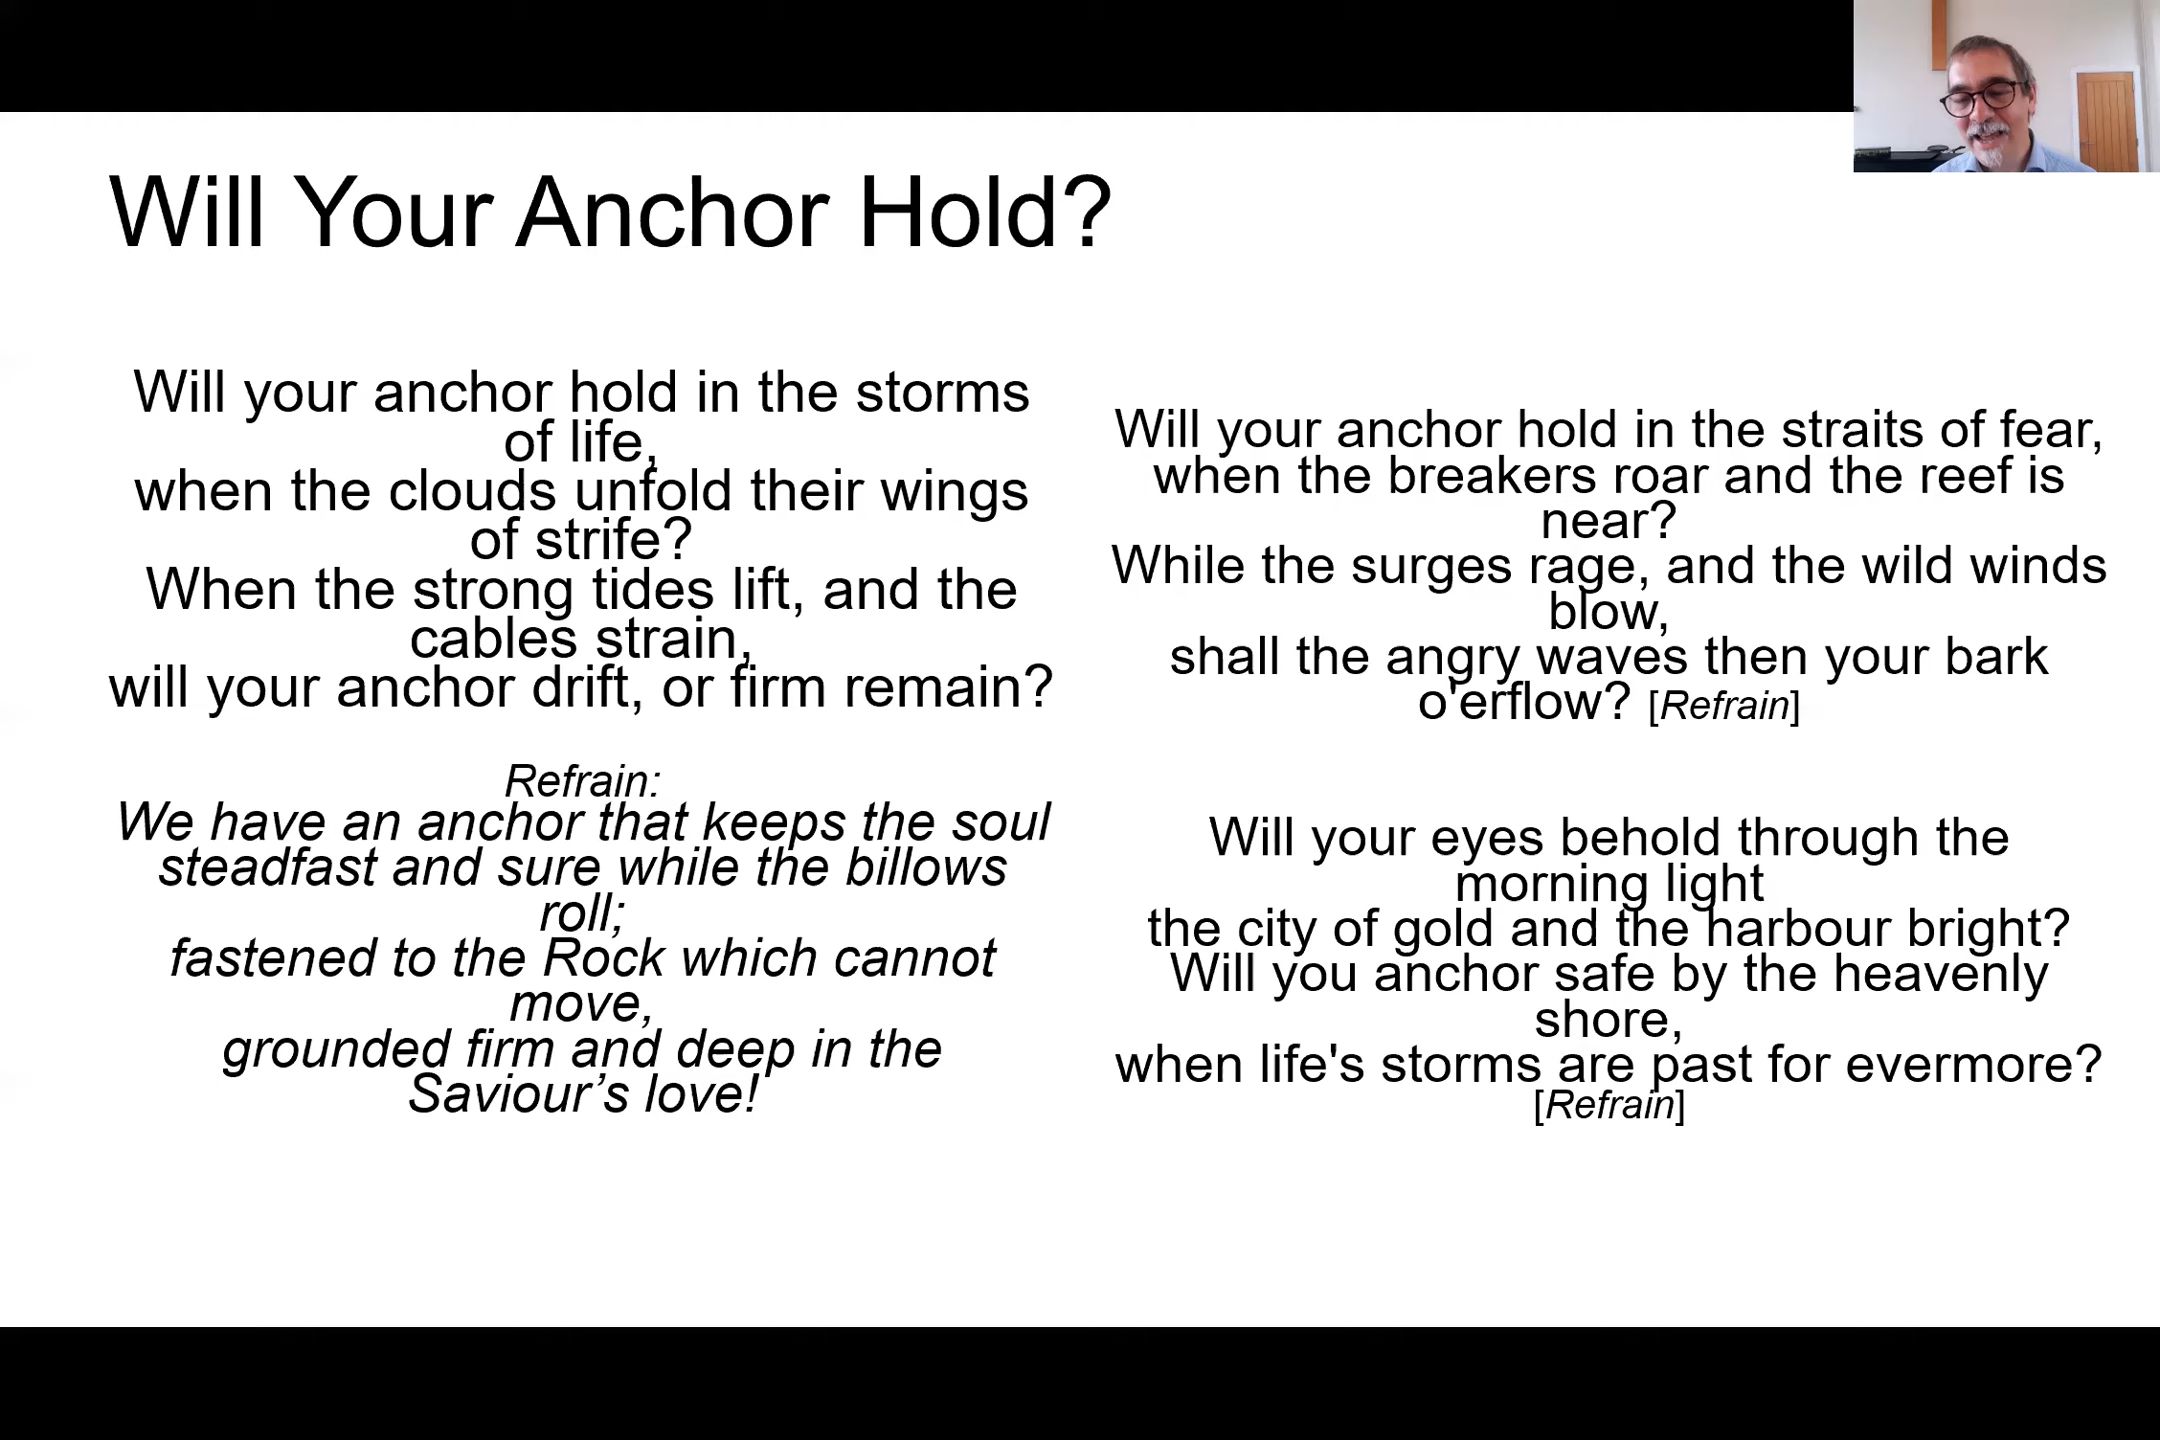 Will Your Anchor Hold?
Will your anchor hold in the storms
of life,
when the clouds unfold their wings
of strife?
When the strong tides lift, and the
cables strain,
will your anchor drift, or firm remain?
Refrain:
We have an anchor that keeps the soul
steadfast and sure while the billows
roll;
fastened to the Rock which cannot
move,
grounded firm and deep in the
Saviour’s love!
Will your anchor hold in the straits of fear,
when the breakers roar and the reef is
near?
While the surges rage, and the wild winds
blow,
shall the angry waves then your bark
o'erflow? [Refrain]
Will your eyes behold through the
morning light
the city of gold and the harbour bright?
Will you anchor safe by the heavenly
shore,
when life's storms are past for evermore?
[Refrain]